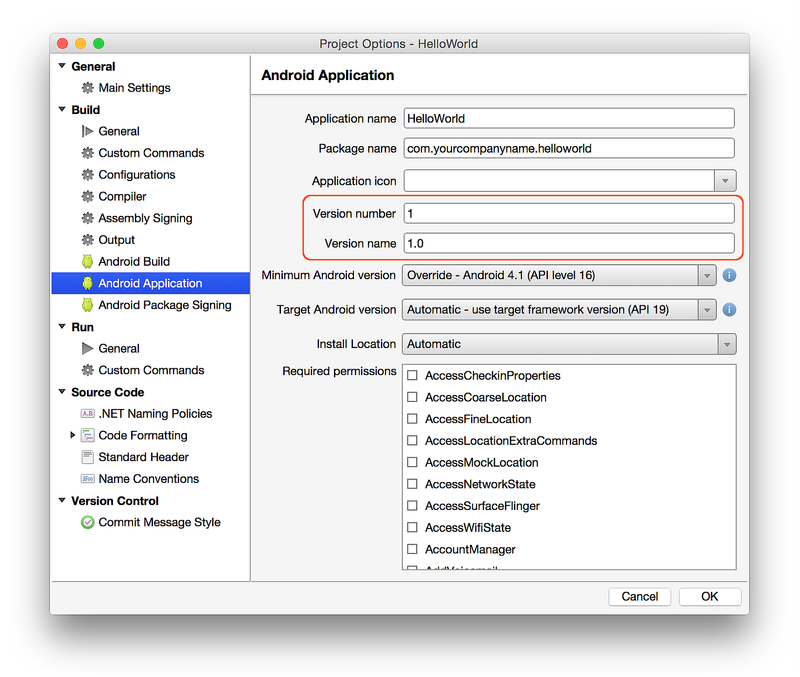 Project Options - HelloWorld
General
Main Settings
Build
General
Custom Commands
Configurations
Compiler
Assembly Signing
Output
Android Build
Android Application
Android Package Signing
Run
General
Custom Commands
Source Code
A.B .NET Naming Policies
Code Formatting
Standard Header
Name Conventions
Version Control
Commit Message Style
Android Application
Application name HelloWorld
Package name com.yourcompanyname.helloworld
Application icon
Version number 1
Version name 1.0
Minimum Android version Override - Android 4.1 (API level 16) i
Target Android version Automatic - use target framework version (API 19) i
Install Location Automatic
Required permissions
AccessCheckinProperties
AccessCoarseLocation
AccessFineLocation
AccessLocationExtraCommands
AccessMockLocation
AccessNetworkState
AccessSurfaceFlinger
AccessWifiState
AccountManager
Cancel OK